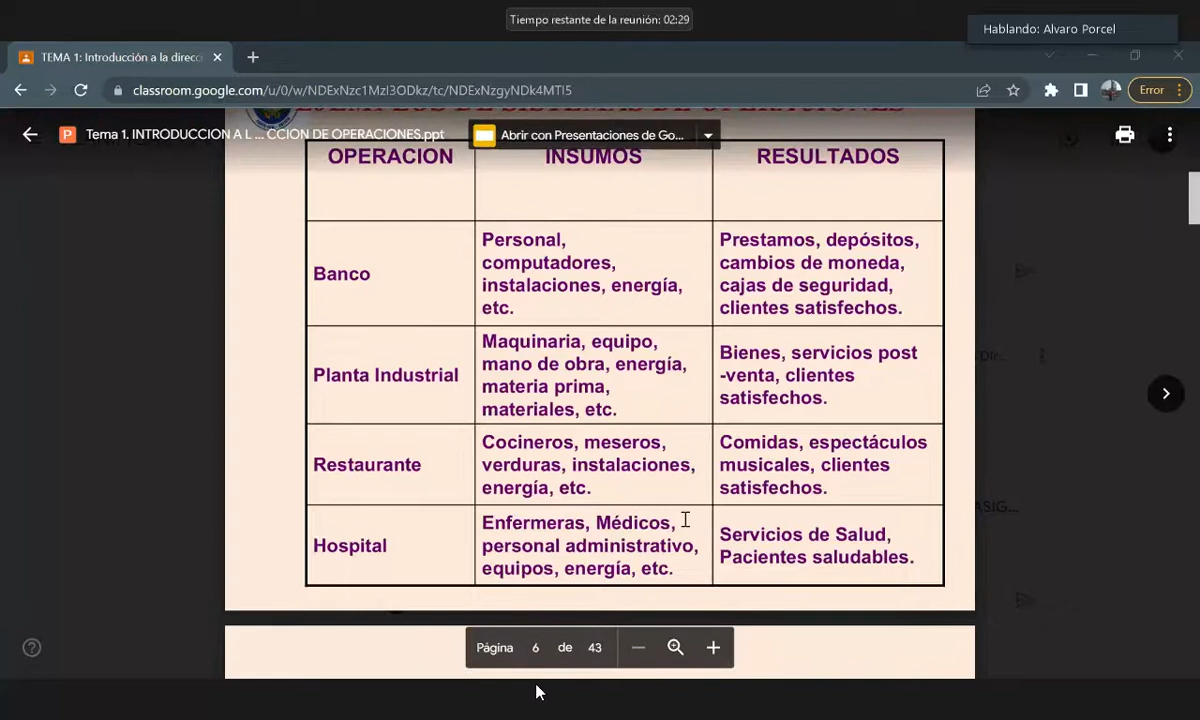 Tiempo restante de la reunión: 02:29
Hablando: Alvaro Porcel
TEMA 1: Introducción a la direcc
classroom.google.com/u/0/w/NDExNzc1MzI3ODkz/tc/NDExNzgyNDk4MTI5
Error
EJEMPLOS DE SISTEMAS DE OPERACIONES
Tema 1. INTRODUCCION A L ... CCION DE OPERACIONES.ppt
Abrir con Presentaciones de Go...
OPERACION INSUMOS RESULTADOS
Banco
Personal,
computadores,
instalaciones, energía,
etc.
Prestamos, depósitos,
cambios de moneda,
cajas de seguridad,
clientes satisfechos.
Planta Industrial
Maquinaria, equipo,
mano de obra, energía,
materia prima,
materiales, etc.
Bienes, servicios post
-venta, clientes
satisfechos.
Restaurante
Cocineros, meseros,
verduras, instalaciones,
energía, etc.
Comidas, espectáculos
musicales, clientes
satisfechos.
Hospital
Enfermeras, Médicos,
personal administrativo,
equipos, energía, etc.
Servicios de Salud,
Pacientes saludables.
Página 6 de 43